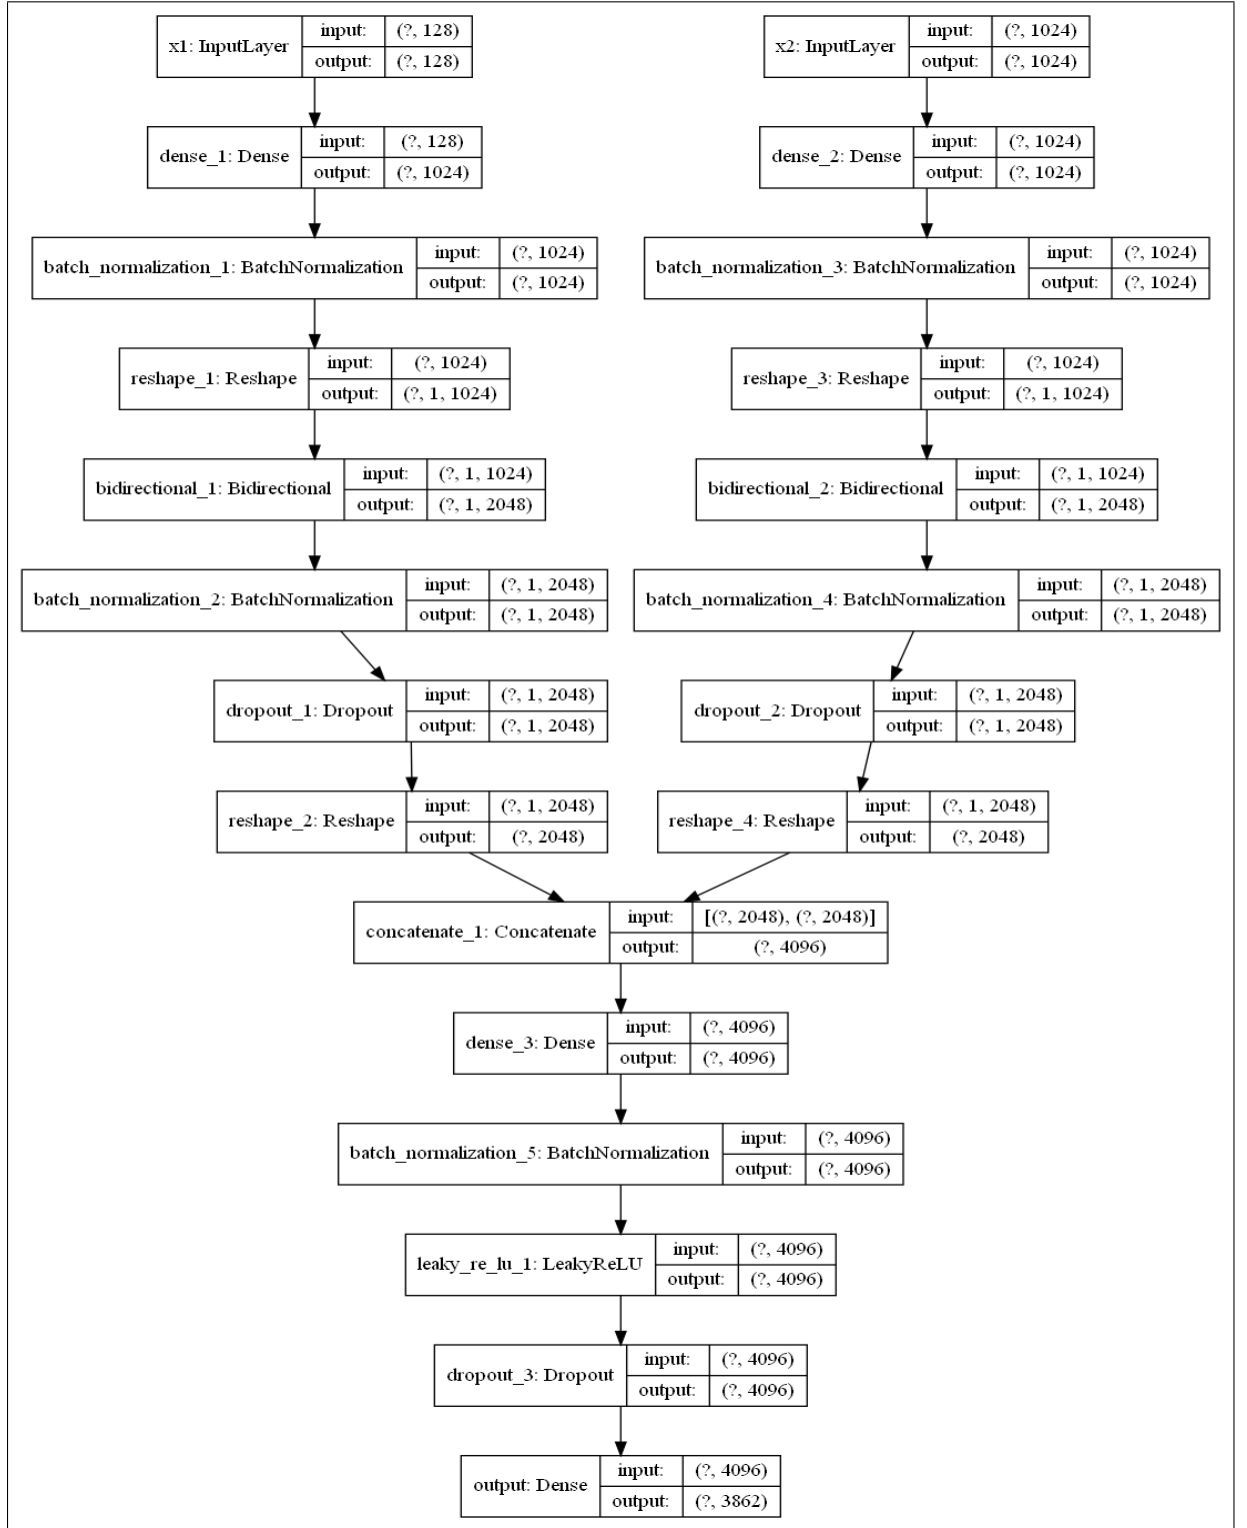 x1: InputLayer input: (?, 128)
output: (?, 128)
x2: InputLayer input: (?, 1024)
output: (?, 1024)
dense_1: Dense input: (?, 128)
output: (?, 1024)
dense_2: Dense input: (?, 1024)
output: (?, 1024)
batch_normalization_1: BatchNormalization input: (?, 1024)
output: (?, 1024)
batch_normalization_3: BatchNormalization input: (?, 1024)
output: (?, 1024)
reshape_1: Reshape input: (?, 1024)
output: (?, 1, 1024)
reshape_3: Reshape input: (?, 1024)
output: (?, 1, 1024)
bidirectional_1: Bidirectional input: (?, 1, 1024)
output: (?, 1, 2048)
bidirectional_2: Bidirectional input: (?, 1, 1024)
output: (?, 1, 2048)
batch_normalization_2: BatchNormalization input: (?, 1, 2048)
output: (?, 1, 2048)
batch_normalization_4: BatchNormalization input: (?, 1, 2048)
output: (?, 1, 2048)
dropout_1: Dropout input: (?, 1, 2048)
output: (?, 1, 2048)
dropout_2: Dropout input: (?, 1, 2048)
output: (?, 1, 2048)
reshape_2: Reshape input: (?, 1, 2048)
output: (?, 2048)
reshape_4: Reshape input: (?, 1, 2048)
output: (?, 2048)
concatenate_1: Concatenate input: [(?, 2048), (?, 2048)]
output: (?, 4096)
dense_3: Dense input: (?, 4096)
output: (?, 4096)
batch_normalization_5: BatchNormalization input: (?, 4096)
output: (?, 4096)
leaky_re_lu_1: LeakyReLU input: (?, 4096)
output: (?, 4096)
dropout_3: Dropout input: (?, 4096)
output: (?, 4096)
output: Dense input: (?, 4096)
output: (?, 3862)